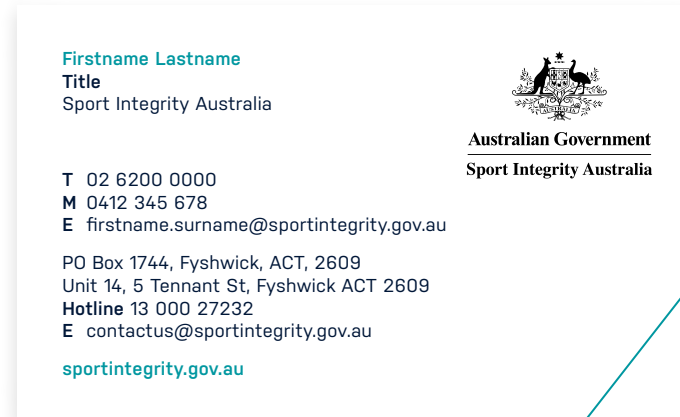 Firstname Lastname
Title
Sport Integrity Australia
AUSTRALIA
Australian Government
Sport Integrity Australia
T 02 6200 0000
M 0412 345 678
E firstname.surname@sportintegrity.gov.au
PO Box 1744, Fyshwick, ACT, 2609
Unit 14, 5 Tennant St, Fyshwick ACT 2609
Hotline 13 000 27232
E contactus@sportintegrity.gov.au
sportintegrity.gov.au